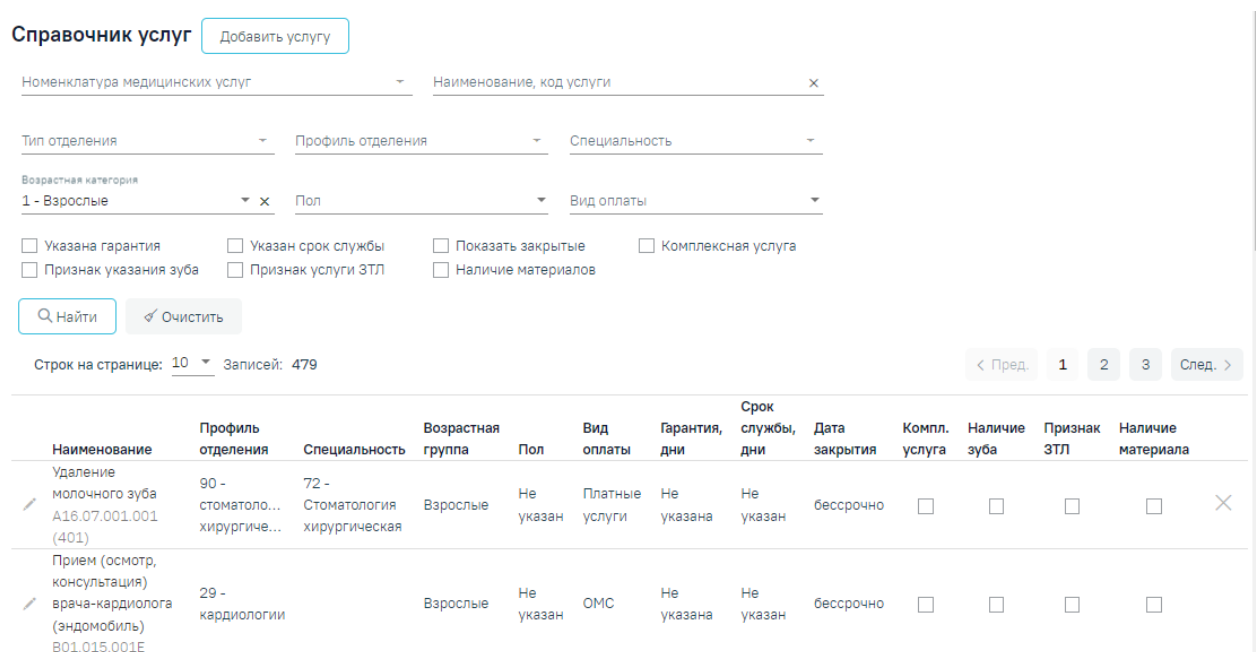 Справочник услуг Добавить услугу
Номенклатура медицинских услуг Наименование, код услуги
Тип отделения Профиль отделения Специальность
Возрастная категория
1 - Взрослые Пол Вид оплаты
Указана гарантия Указан срок службы Показать закрытые Комплексная услуга
Признак указания зуба Признак услуги ЗТЛ Наличие материалов
Найти Очистить
Строк на странице: 10 Записей: 479 < Пред. 1 2 3 След. >
Наименование Профиль отделения Специальность Возрастная группа Пол Вид оплаты Гарантия, дни Срок службы, дни Дата закрытия Компл. услуга Наличие зуба Признак ЗТЛ Наличие материала
Удаление
молочного зуба
A16.07.001.001
(401)
90 -
стоматоло...
хирургиче...
72 -
Стоматология
хирургическая
Взрослые
Не
указан
Платные
услуги
Не
указана
Не
указан
бессрочно
Прием (осмотр,
консультация)
врача-кардиолога
(эндомобиль)
B01.015.001E
29 -
кардиологии
Взрослые
Не
указан
ОМС
Не
указана
Не
указан
бессрочно